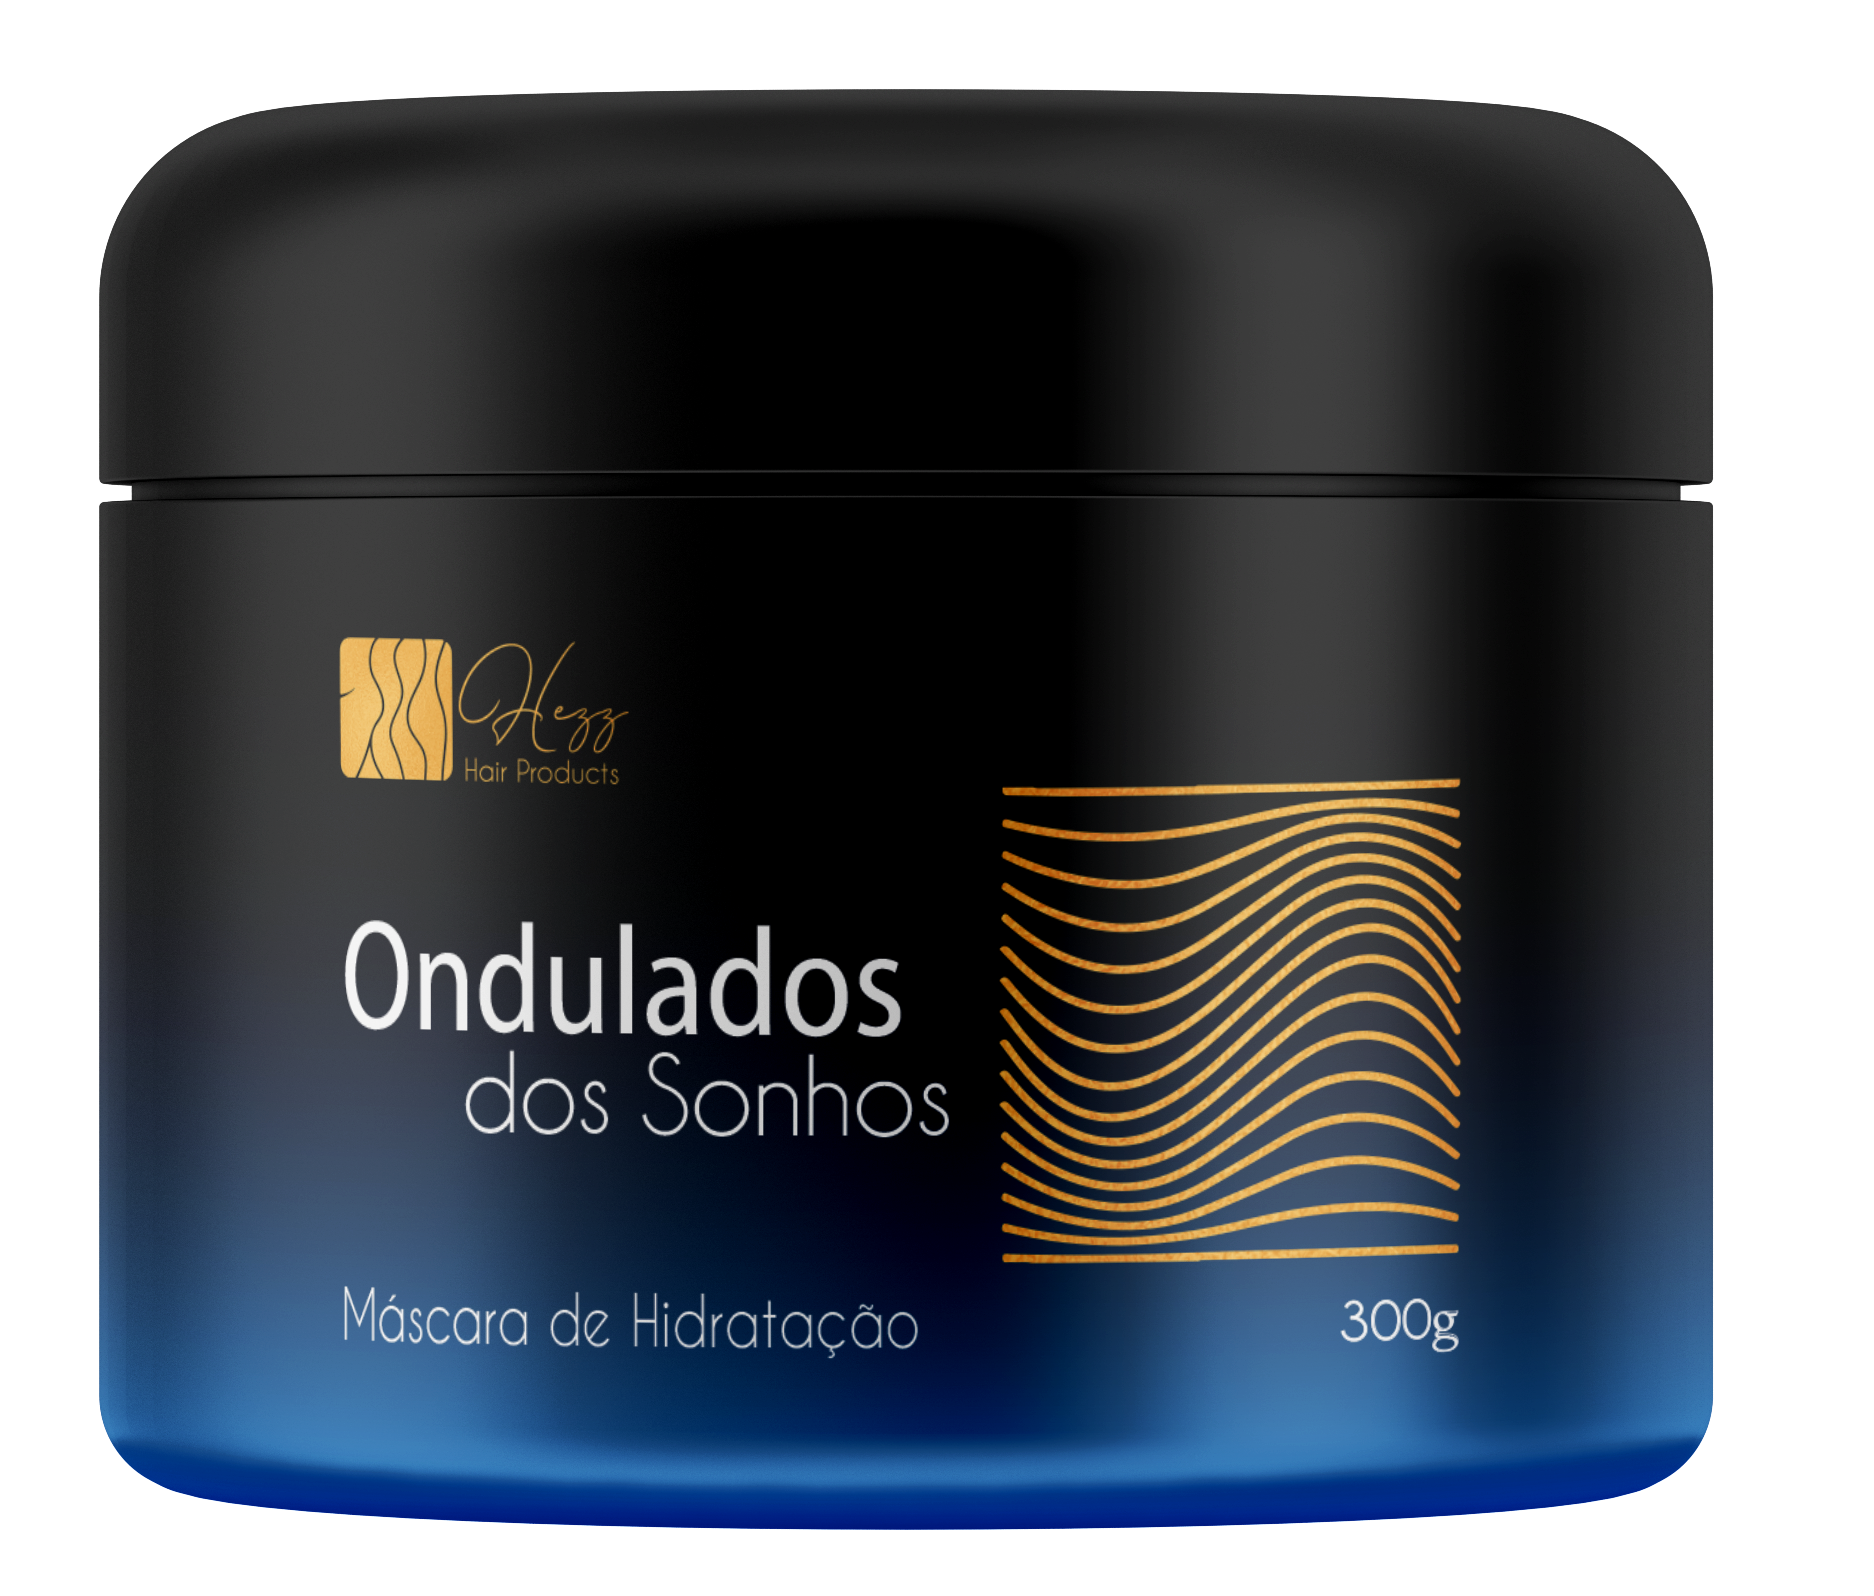 Hezz
Hair Products
Ondulados
dos Sonhos
Máscara de Hidratação
300g